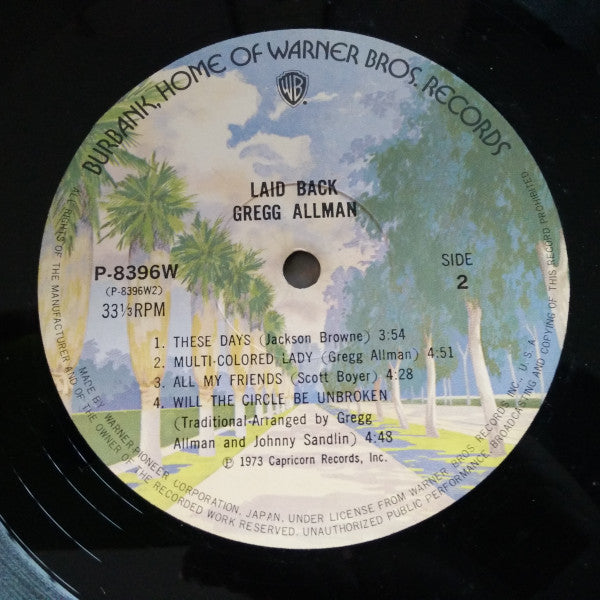 BURBANK, HOME OF WARNER BROS. RECORDS
WB
LAID BACK
GREGG ALLMAN
P-8396W
(P-8396W2)
33⅓RPM
SIDE
2
1. THESE DAYS (Jackson Browne) 3:54
2. MULTI-COLORED LADY (Gregg Allman) 4:51
3. ALL MY FRIENDS (Scott Boyer) 4:28
4. WILL THE CIRCLE BE UNBROKEN
(Traditional-Arranged by Gregg
Allman and Johnny Sandlin) 4:48
Ⓟ 1973 Capricorn Records, Inc.
MADE BY WARNER-PIONEER CORPORATION, JAPAN, UNDER LICENSE FROM WARNER BROS RECORDS INC., U.S.A.
ALL RIGHTS OF THE MANUFACTURER AND OF THE OWNER OF THE RECORDED WORK RESERVED. UNAUTHORIZED PUBLIC PERFORMANCE, BROADCASTING AND COPYING OF THIS RECORD PROHIBITED